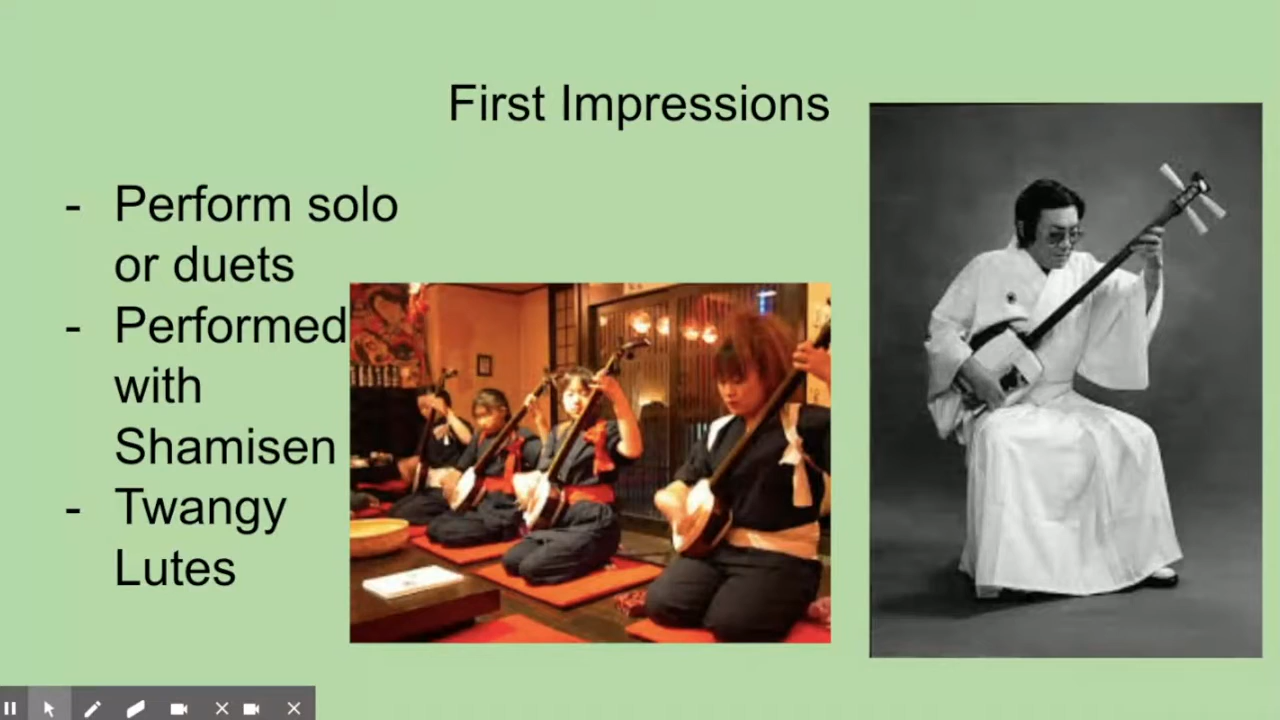 First Impressions
- Perform solo
or duets
- Performed
with
Shamisen
- Twangy
Lutes